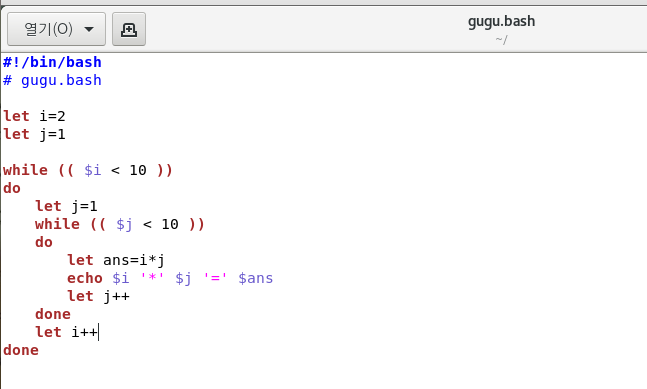 열기(O)
gugu.bash
~/
#!/bin/bash
# gugu.bash

let i=2
let j=1

while (( $i < 10 ))
do
    let j=1
    while (( $j < 10 ))
    do
        let ans=i*j
        echo $i '*' $j '=' $ans
        let j++
    done
    let i++
done